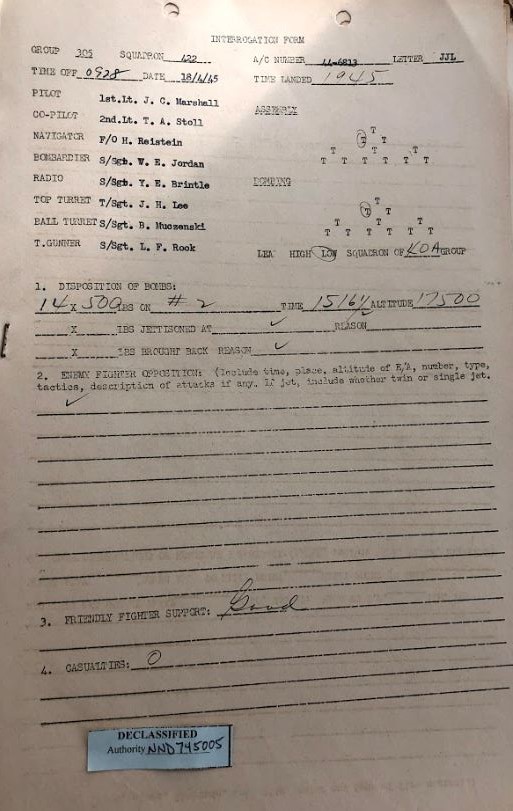 INTERROGATION FORM
GROUP 305 SQUADRON 422 A/C NUMBER 44-6813 LETTER JJL
TIME OFF 0928 DATE 18/4/45 TIME LANDED 1945
PILOT 1st.Lt. J. C. Marshall
CO-PILOT 2nd.Lt. T. A. Stoll ASSEMBLY
NAVIGATOR F/O H. Reistein
BOMBARDIER S/Sgt. W. E. Jordan
RADIO S/Sgt. Y. E. Brintle BOMBING
TOP TURRET T/Sgt. J. H. Lee
BALL TURRET S/Sgt. B. Muczenski
T.GUNNER S/Sgt. L. F. Rook
LEA HIGH LOW SQUADRON OF 40A GROUP
1. DISPOSITION OF BOMBS:
14 X 500 LBS ON #2 TIME 1516½ ALTITUDE 17500
X LBS JETTISONED AT ✓ REASON
X LBS BROUGHT BACK REASON ✓
2. ENEMY FIGHTER OPPOSITION: (Include time, place, altitude of E/A, number, type,
tactics, description of attacks if any. If jet, include whether twin or single jet.
✓
3. FRIENDLY FIGHTER SUPPORT: Good
4. CASUALTIES: 0
DECLASSIFIED
Authority NND745005